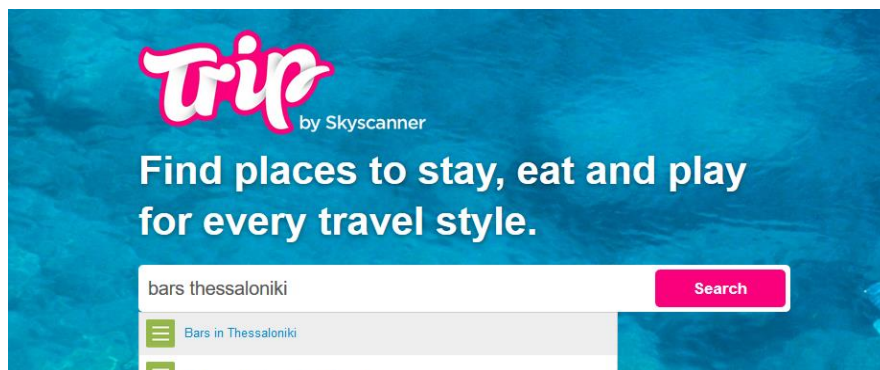 Trip
by Skyscanner
Find places to stay, eat and play
for every travel style.
bars thessaloniki
Search
Bars in Thessaloniki